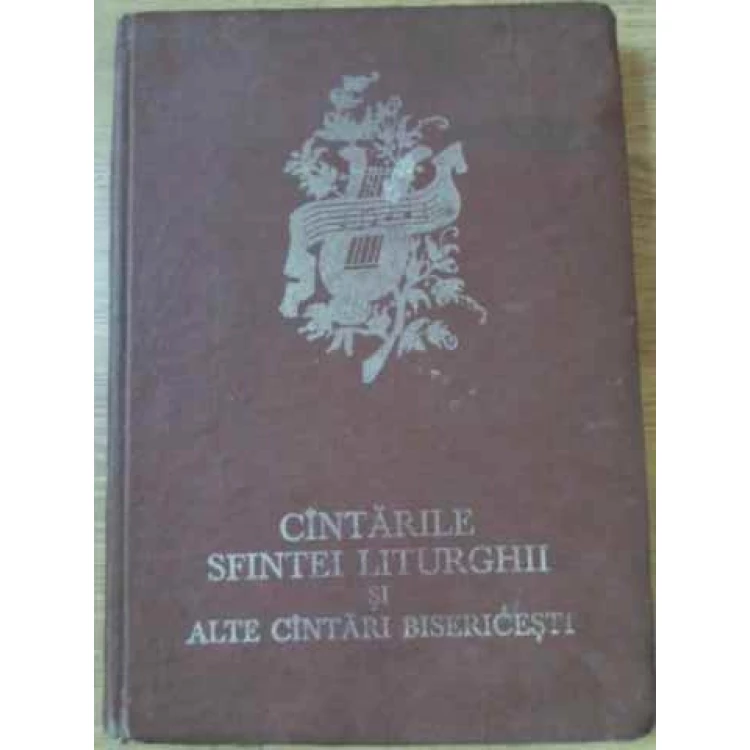 CÎNTĂRILE
SFINTEI LITURGHII
ȘI
ALTE CÎNTĂRI BISERICEȘTI